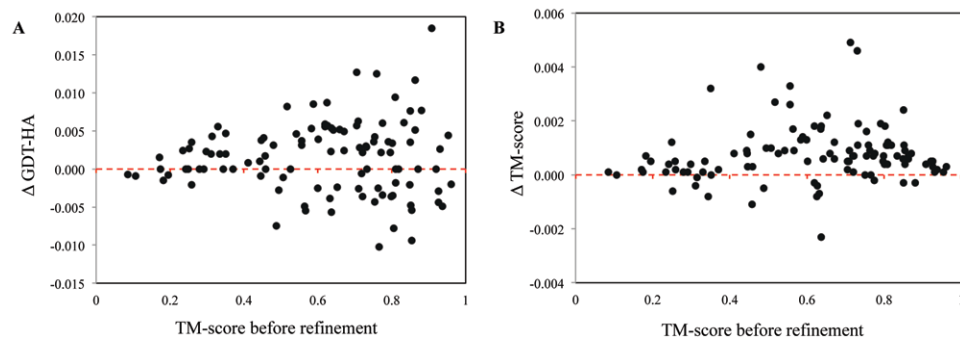 A
0.020
0.015
0.010
0.005
0.000
-0.005
-0.010
-0.015
Δ GDT-HA
0 0.2 0.4 0.6 0.8 1
TM-score before refinement
B
0.006
0.004
0.002
0.000
-0.002
-0.004
Δ TM-score
0 0.2 0.4 0.6 0.8 1
TM-score before refinement